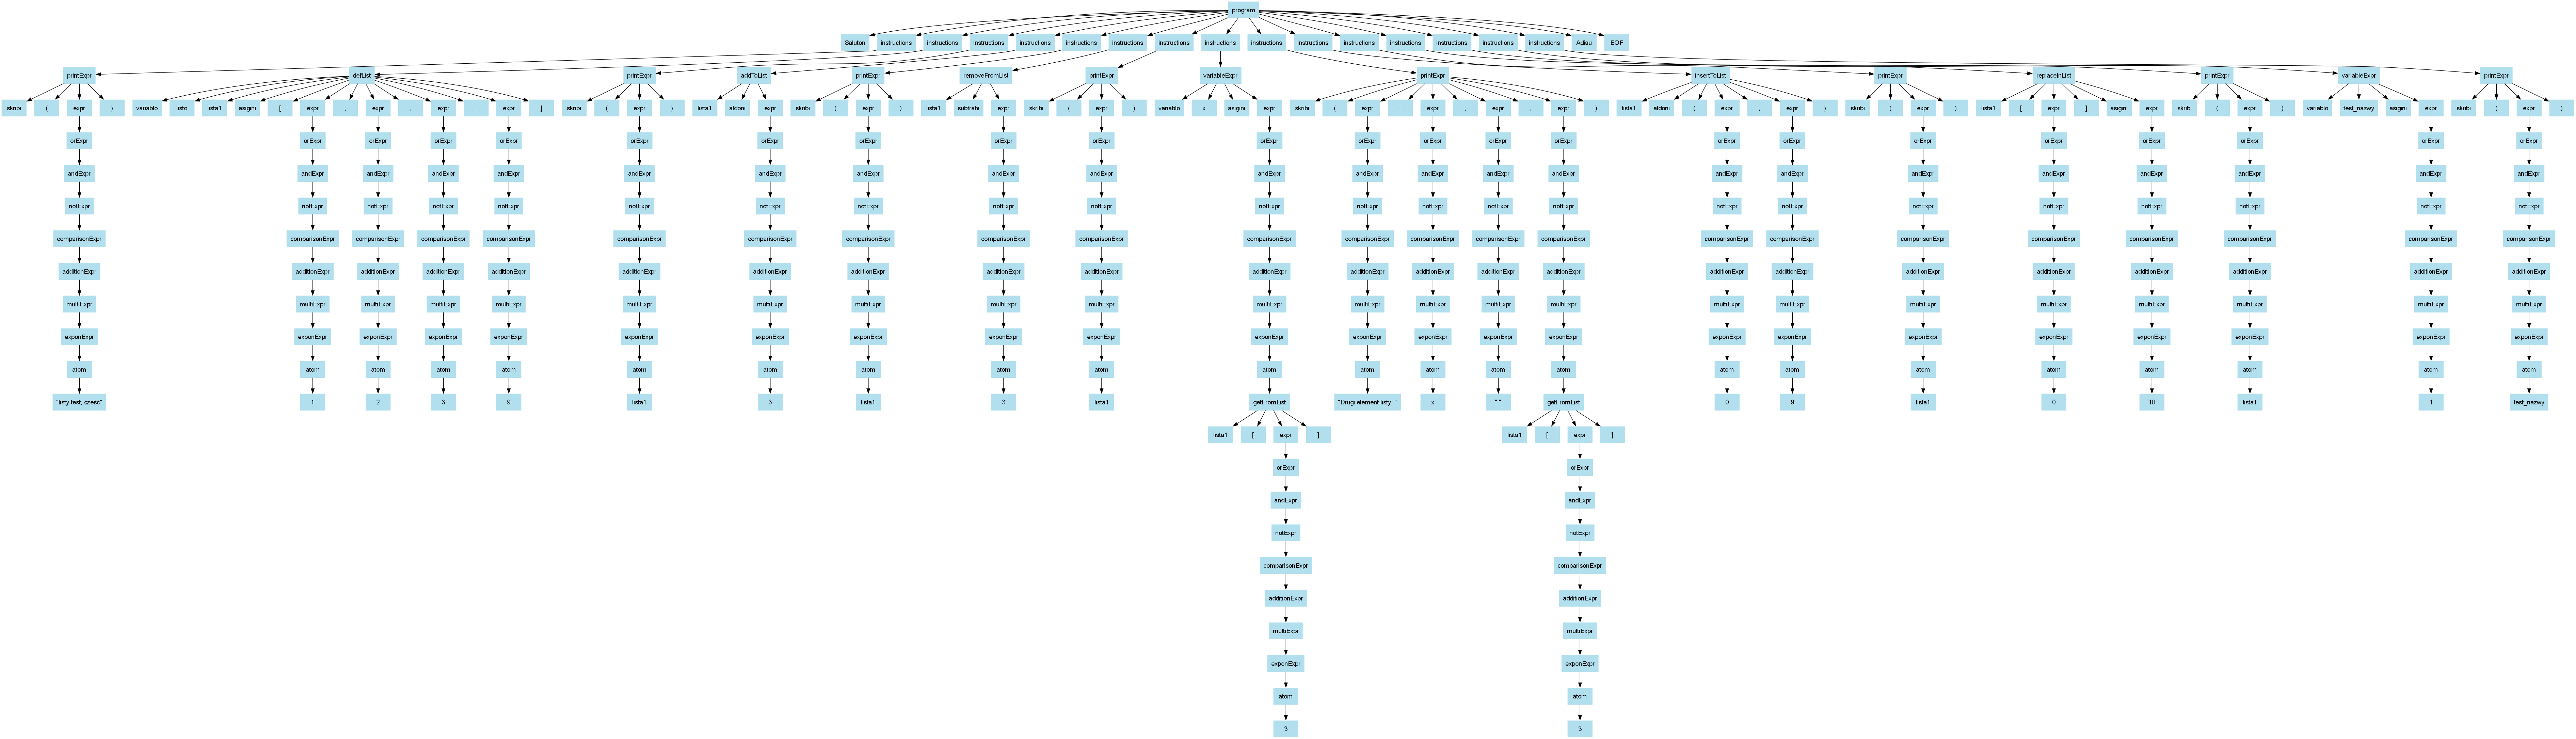 program
Saluton instructions instructions instructions instructions instructions instructions instructions instructions instructions instructions instructions instructions instructions instructions instructions Adiau EOF
printExpr defList printExpr addToList printExpr removeFromList printExpr variableExpr printExpr insertToList printExpr replaceInList printExpr variableExpr printExpr
skribi ( expr ) variablo listo lista1 asigini [ expr , expr , expr , expr ] skribi ( expr ) lista1 aldoni expr skribi ( expr ) lista1 subtrahi expr skribi ( expr ) variablo x asigini expr skribi ( expr , expr , expr , expr ) lista1 aldoni ( expr , expr ) skribi ( expr ) lista1 [ expr ] asigini expr skribi ( expr ) variablo test_nazwy asigini expr skribi ( expr )
orExpr orExpr orExpr orExpr orExpr orExpr orExpr orExpr orExpr orExpr orExpr orExpr orExpr orExpr orExpr orExpr orExpr orExpr orExpr orExpr orExpr orExpr orExpr
andExpr andExpr andExpr andExpr andExpr andExpr andExpr andExpr andExpr andExpr andExpr andExpr andExpr andExpr andExpr andExpr andExpr andExpr andExpr andExpr andExpr andExpr andExpr
notExpr notExpr notExpr notExpr notExpr notExpr notExpr notExpr notExpr notExpr notExpr notExpr notExpr notExpr notExpr notExpr notExpr notExpr notExpr notExpr notExpr notExpr notExpr
comparisonExpr comparisonExpr comparisonExpr comparisonExpr comparisonExpr comparisonExpr comparisonExpr comparisonExpr comparisonExpr comparisonExpr comparisonExpr comparisonExpr comparisonExpr comparisonExpr comparisonExpr comparisonExpr comparisonExpr comparisonExpr comparisonExpr comparisonExpr comparisonExpr comparisonExpr comparisonExpr
additionExpr additionExpr additionExpr additionExpr additionExpr additionExpr additionExpr additionExpr additionExpr additionExpr additionExpr additionExpr additionExpr additionExpr additionExpr additionExpr additionExpr additionExpr additionExpr additionExpr additionExpr additionExpr additionExpr
multiExpr multiExpr multiExpr multiExpr multiExpr multiExpr multiExpr multiExpr multiExpr multiExpr multiExpr multiExpr multiExpr multiExpr multiExpr multiExpr multiExpr multiExpr multiExpr multiExpr multiExpr multiExpr multiExpr
exponExpr exponExpr exponExpr exponExpr exponExpr exponExpr exponExpr exponExpr exponExpr exponExpr exponExpr exponExpr exponExpr exponExpr exponExpr exponExpr exponExpr exponExpr exponExpr exponExpr exponExpr exponExpr exponExpr
atom atom atom atom atom atom atom atom atom atom atom atom atom atom atom atom atom atom atom atom atom atom atom
"listy test, cześć" 1 2 3 9 lista1 3 lista1 3 lista1 getFromList "Drugi element listy: " x " " getFromList 0 9 lista1 0 18 lista1 1 test_nazwy
lista1 [ expr ] lista1 [ expr ]
orExpr orExpr
andExpr andExpr
notExpr notExpr
comparisonExpr comparisonExpr
additionExpr additionExpr
multiExpr multiExpr
exponExpr exponExpr
atom atom
3 3